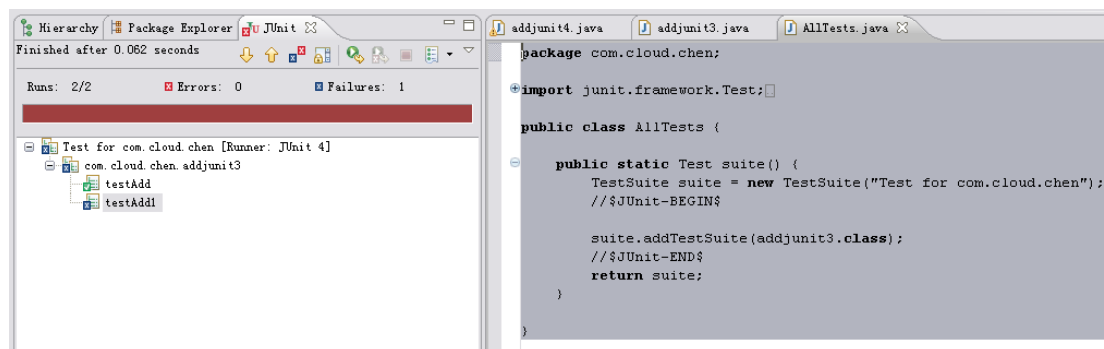 Hierarchy Package Explorer JUnit
Finished after 0.062 seconds
Runs: 2/2 Errors: 0 Failures: 1
Test for com.cloud.chen [Runner: JUnit 4]
com.cloud.chen.addjunit3
testAdd
testAdd1
addjunit4.java addjunit3.java AllTests.java
package com.cloud.chen;
import junit.framework.Test;
public class AllTests {
public static Test suite() {
TestSuite suite = new TestSuite("Test for com.cloud.chen");
//$JUnit-BEGIN$
suite.addTestSuite(addjunit3.class);
//$JUnit-END$
return suite;
}
}